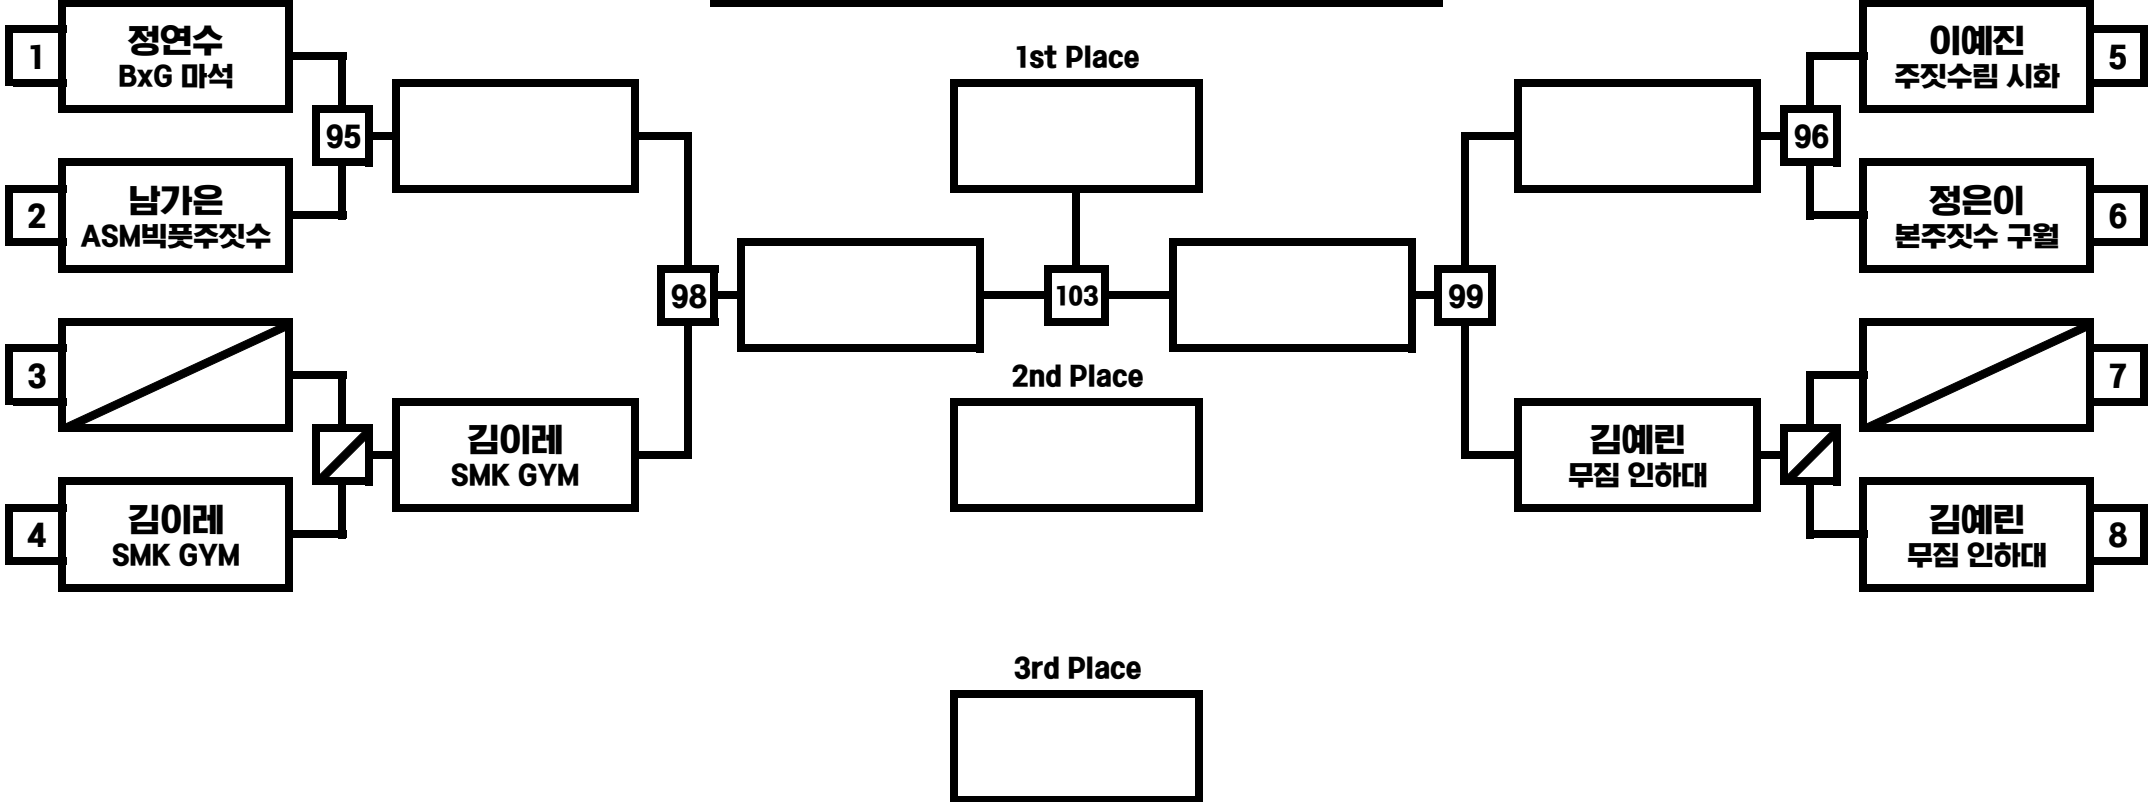 1
정연수
BxG 마석
95
2
남가은
ASM빅풋주짓수
3
4
김이레
SMK GYM
김이레
SMK GYM
98
1st Place
103
2nd Place
3rd Place
99
김예린
무짐 인하대
96
이예진
주짓수림 시화
5
정은이
본주짓수 구월
6
7
김예린
무짐 인하대
8